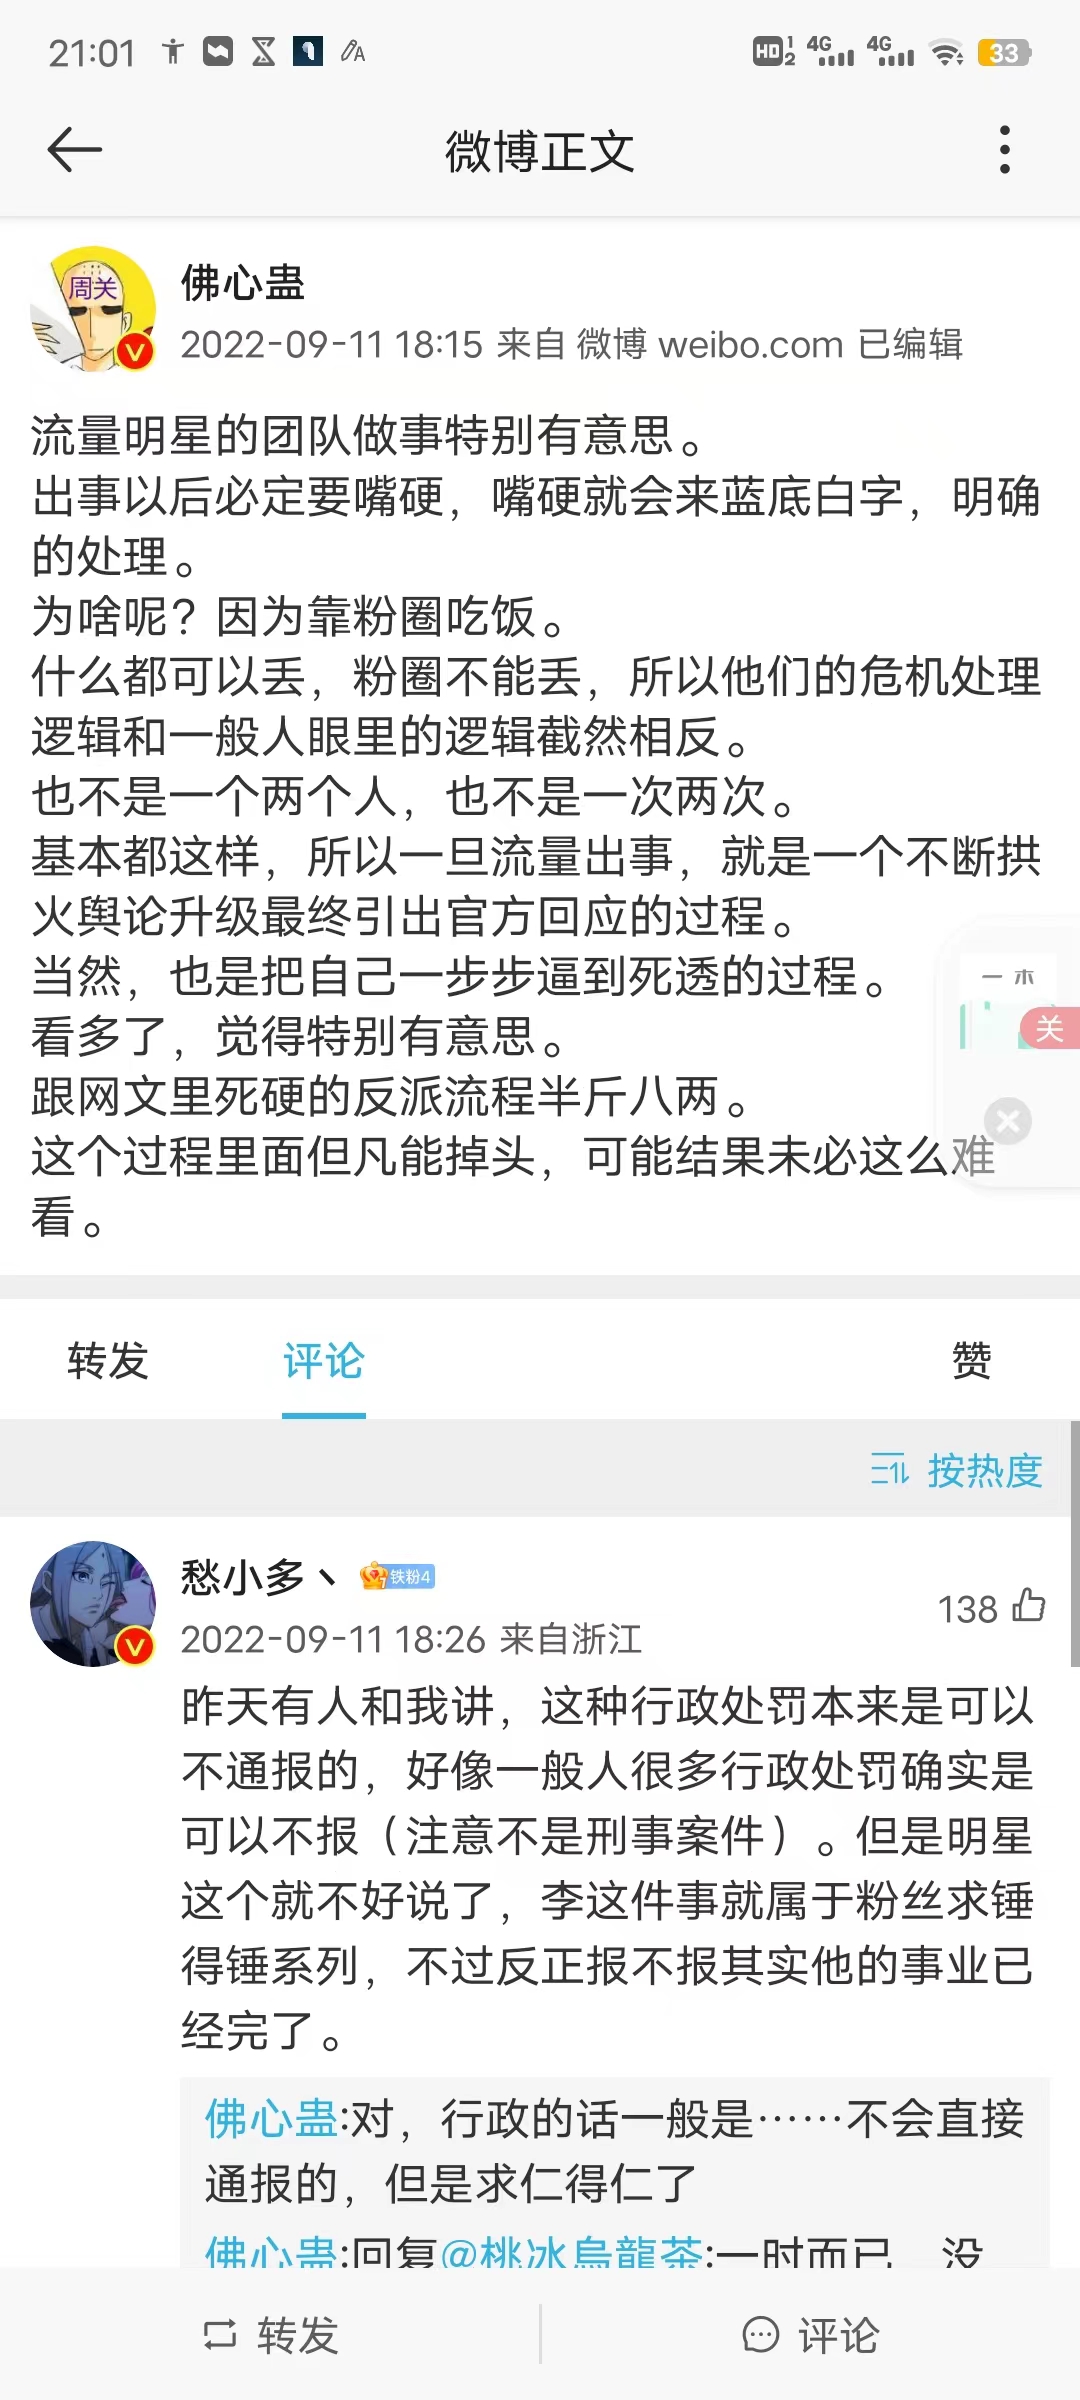 21:01
HD 1 2 4G 4G 33
微博正文
周关
佛心蛊
2022-09-11 18:15 来自 微博 weibo.com 已编辑
流量明星的团队做事特别有意思。
出事以后必定要嘴硬，嘴硬就会来蓝底白字，明确
的处理。
为啥呢？因为靠粉圈吃饭。
什么都可以丢，粉圈不能丢，所以他们的危机处理
逻辑和一般人眼里的逻辑截然相反。
也不是一个两个人，也不是一次两次。
基本都这样，所以一旦流量出事，就是一个不断拱
火舆论升级最终引出官方回应的过程。
当然，也是把自己一步步逼到死透的过程。
看多了，觉得特别有意思。
跟网文里死硬的反派流程半斤八两。
这个过程里面但凡能掉头，可能结果未必这么难
看。
关
转发 评论 赞
按热度
愁小多丶 铁粉4
138
2022-09-11 18:26 来自浙江
昨天有人和我讲，这种行政处罚本来是可以
不通报的，好像一般人很多行政处罚确实是
可以不报（注意不是刑事案件）。但是明星
这个就不好说了，李这件事就属于粉丝求锤
得锤系列，不过反正报不报其实他的事业已
经完了。
佛心蛊:对，行政的话一般是……不会直接
通报的，但是求仁得仁了
佛心蛊:回复@桃冰烏龍茶:一时而已 没
转发 评论